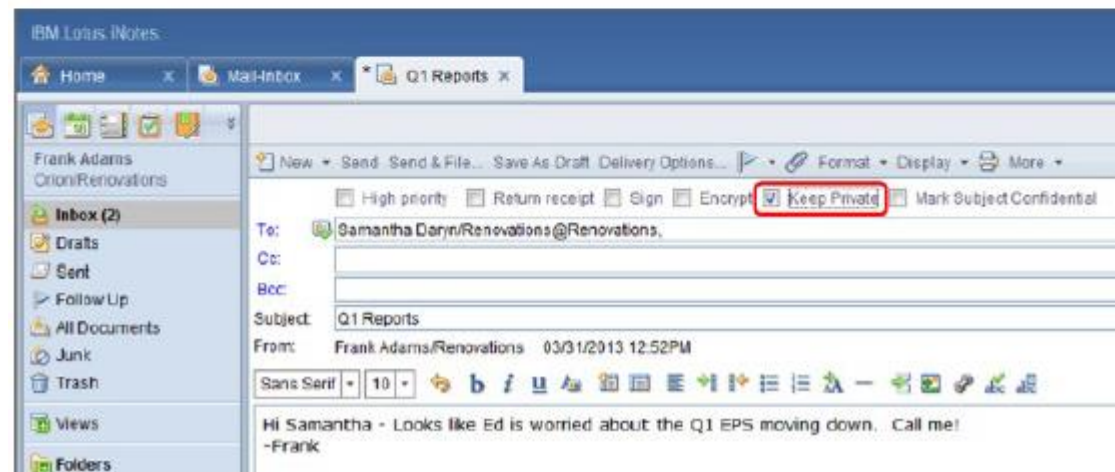 IBM Lotus iNotes
Home x Mail-Inbox x * Q1 Reports x
Frank Adams
Orion/Renovations
New Send Send & File... Save As Draft Delivery Options... Format Display More
High priority Return receipt Sign Encrypt Keep Private Mark Subject Confidential
Inbox (2)
Drafts
Sent
Follow Up
All Documents
Junk
Trash
Views
Folders
To: Samantha Daryn/Renovations@Renovations,
Cc:
Bcc:
Subject: Q1 Reports
From: Frank Adams/Renovations 03/31/2013 12:52PM
Sans Serif 10 b i u
Hi Samantha - Looks like Ed is worried about the Q1 EPS moving down. Call me!
-Frank